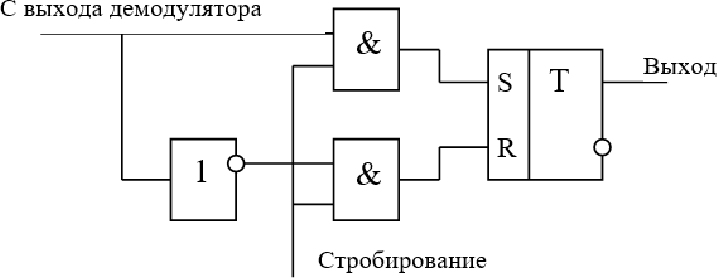 С выхода демодулятора
&
S T
Выход
R
1
&
Стробирование